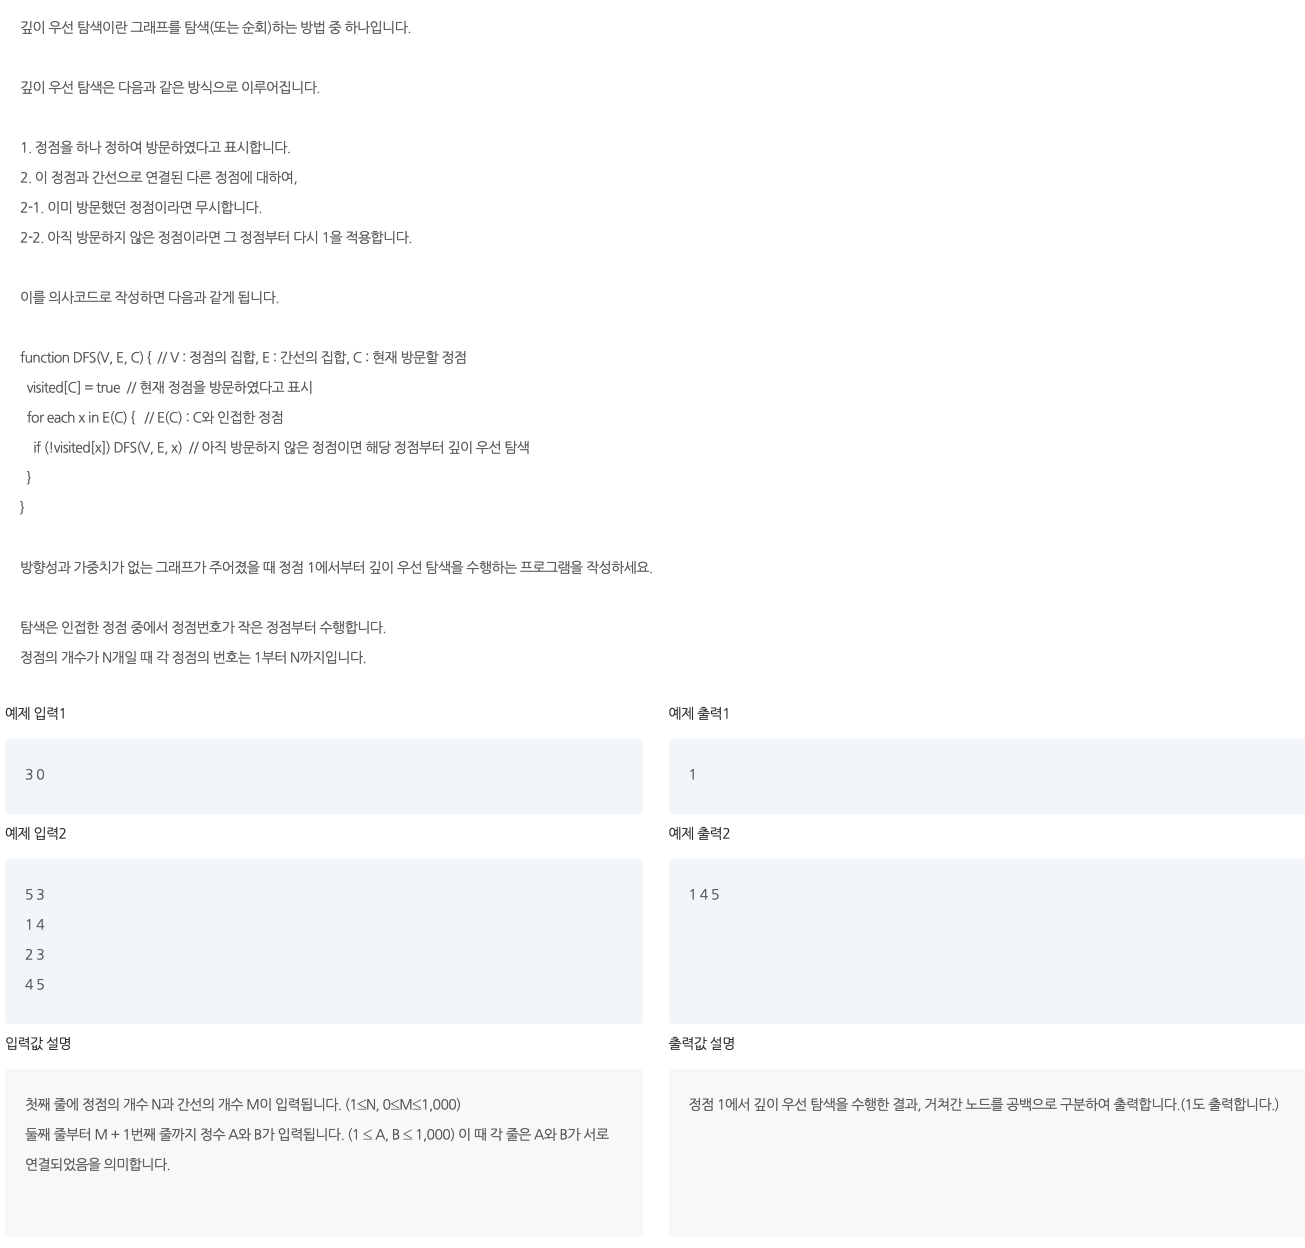 깊이 우선 탐색이란 그래프를 탐색(또는 순회)하는 방법 중 하나입니다.
깊이 우선 탐색은 다음과 같은 방식으로 이루어집니다.
1. 정점을 하나 정하여 방문하였다고 표시합니다.
2. 이 정점과 간선으로 연결된 다른 정점에 대하여,
2-1. 이미 방문했던 정점이라면 무시합니다.
2-2. 아직 방문하지 않은 정점이라면 그 정점부터 다시 1을 적용합니다.
이를 의사코드로 작성하면 다음과 같게 됩니다.
function DFS(V, E, C) { // V : 정점의 집합, E : 간선의 집합, C : 현재 방문할 정점
visited[C] = true // 현재 정점을 방문하였다고 표시
for each x in E(C) { // E(C) : C와 인접한 정점
if (!visited[x]) DFS(V, E, x) // 아직 방문하지 않은 정점이면 해당 정점부터 깊이 우선 탐색
}
}
방향성과 가중치가 없는 그래프가 주어졌을 때 정점 1에서부터 깊이 우선 탐색을 수행하는 프로그램을 작성하세요.
탐색은 인접한 정점 중에서 정점번호가 작은 정점부터 수행합니다.
정점의 개수가 N개일 때 각 정점의 번호는 1부터 N까지입니다.
예제 입력1
3 0
예제 출력1
1
예제 입력2
5 3
1 4
2 3
4 5
예제 출력2
1 4 5
입력값 설명
첫째 줄에 정점의 개수 N과 간선의 개수 M이 입력됩니다. (1≤N, 0≤M≤1,000)
둘째 줄부터 M + 1번째 줄까지 정수 A와 B가 입력됩니다. (1 ≤ A, B ≤ 1,000) 이 때 각 줄은 A와 B가 서로
연결되었음을 의미합니다.
출력값 설명
정점 1에서 깊이 우선 탐색을 수행한 결과, 거쳐간 노드를 공백으로 구분하여 출력합니다.(1도 출력합니다.)